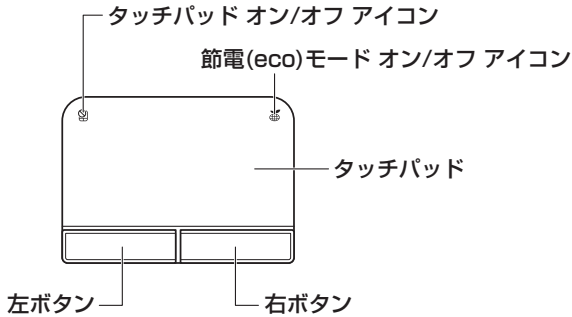 タッチパッド オン/オフ アイコン
節電(eco)モード オン/オフ アイコン
タッチパッド
左ボタン
右ボタン